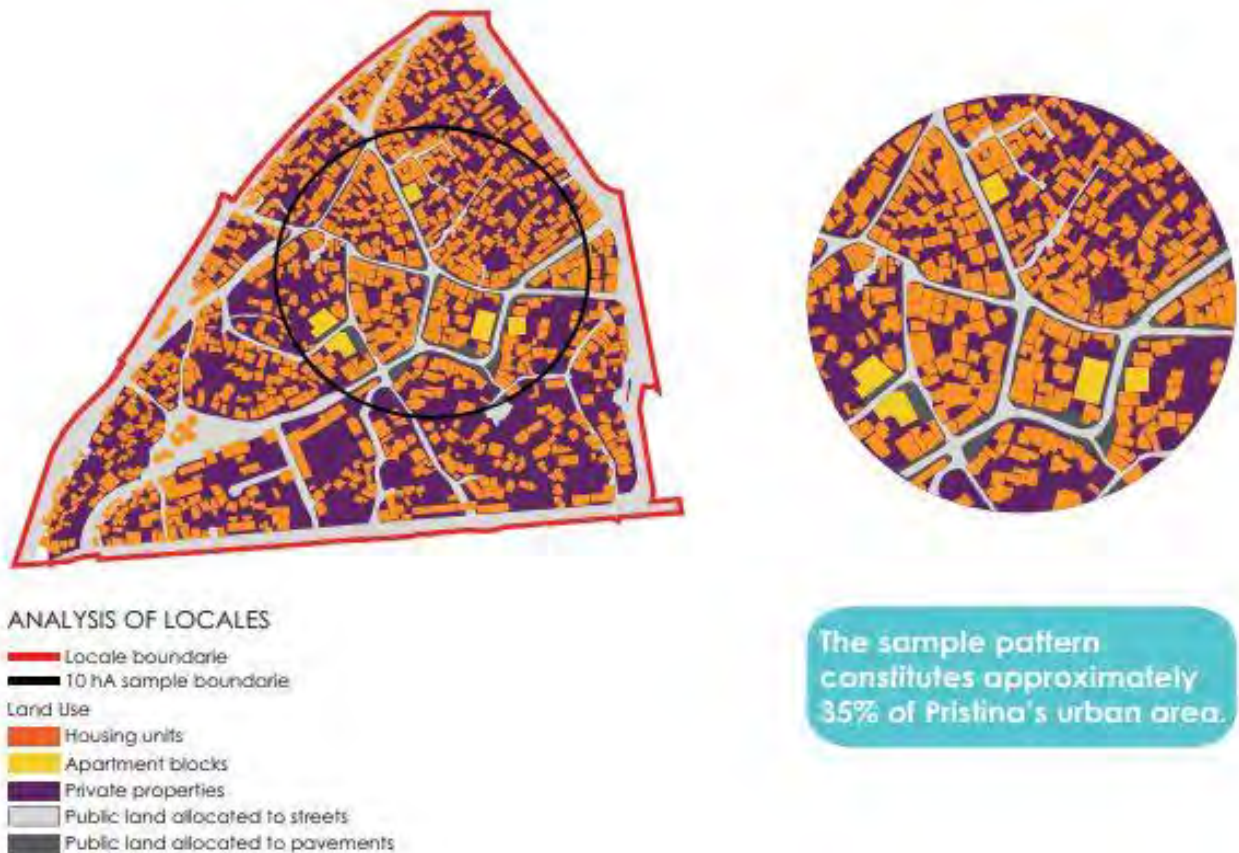 ANALYSIS OF LOCALES
Locale boundarie
10 hA sample boundarie
Land Use
Housing units
Apartment blocks
Private properties
Public land allocated to streets
Public land allocated to pavements
The sample pattern
constitutes approximately
35% of Pristina's urban area.